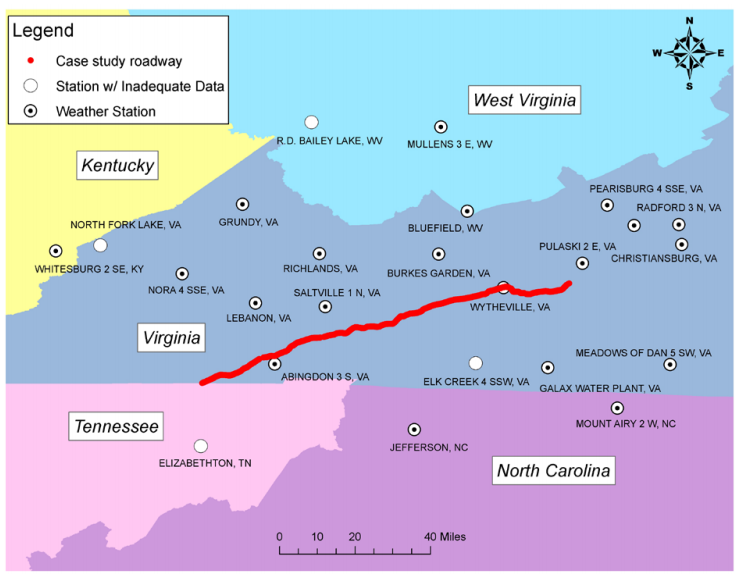 Legend
Case study roadway
Station w/ Inadequate Data
Weather Station
N
W E
S
West Virginia
R.D. BAILEY LAKE, WV
MULLENS 3 E, WV
Kentucky
PEARISBURG 4 SSE, VA
RADFORD 3 N, VA
NORTH FORK LAKE, VA
GRUNDY, VA
BLUEFIELD, WV
PULASKI 2 E, VA
CHRISTIANSBURG, VA
WHITESBURG 2 SE, KY
RICHLANDS, VA
BURKES GARDEN, VA
NORA 4 SSE, VA
SALTVILLE 1 N, VA
LEBANON, VA
WYTHEVILLE, VA
Virginia
MEADOWS OF DAN 5 SW, VA
ABINGDON 3 S, VA
ELK CREEK 4 SSW, VA
GALAX WATER PLANT, VA
Tennessee
MOUNT AIRY 2 W, NC
JEFFERSON, NC
ELIZABETHTON, TN
North Carolina
0 10 20 40 Miles